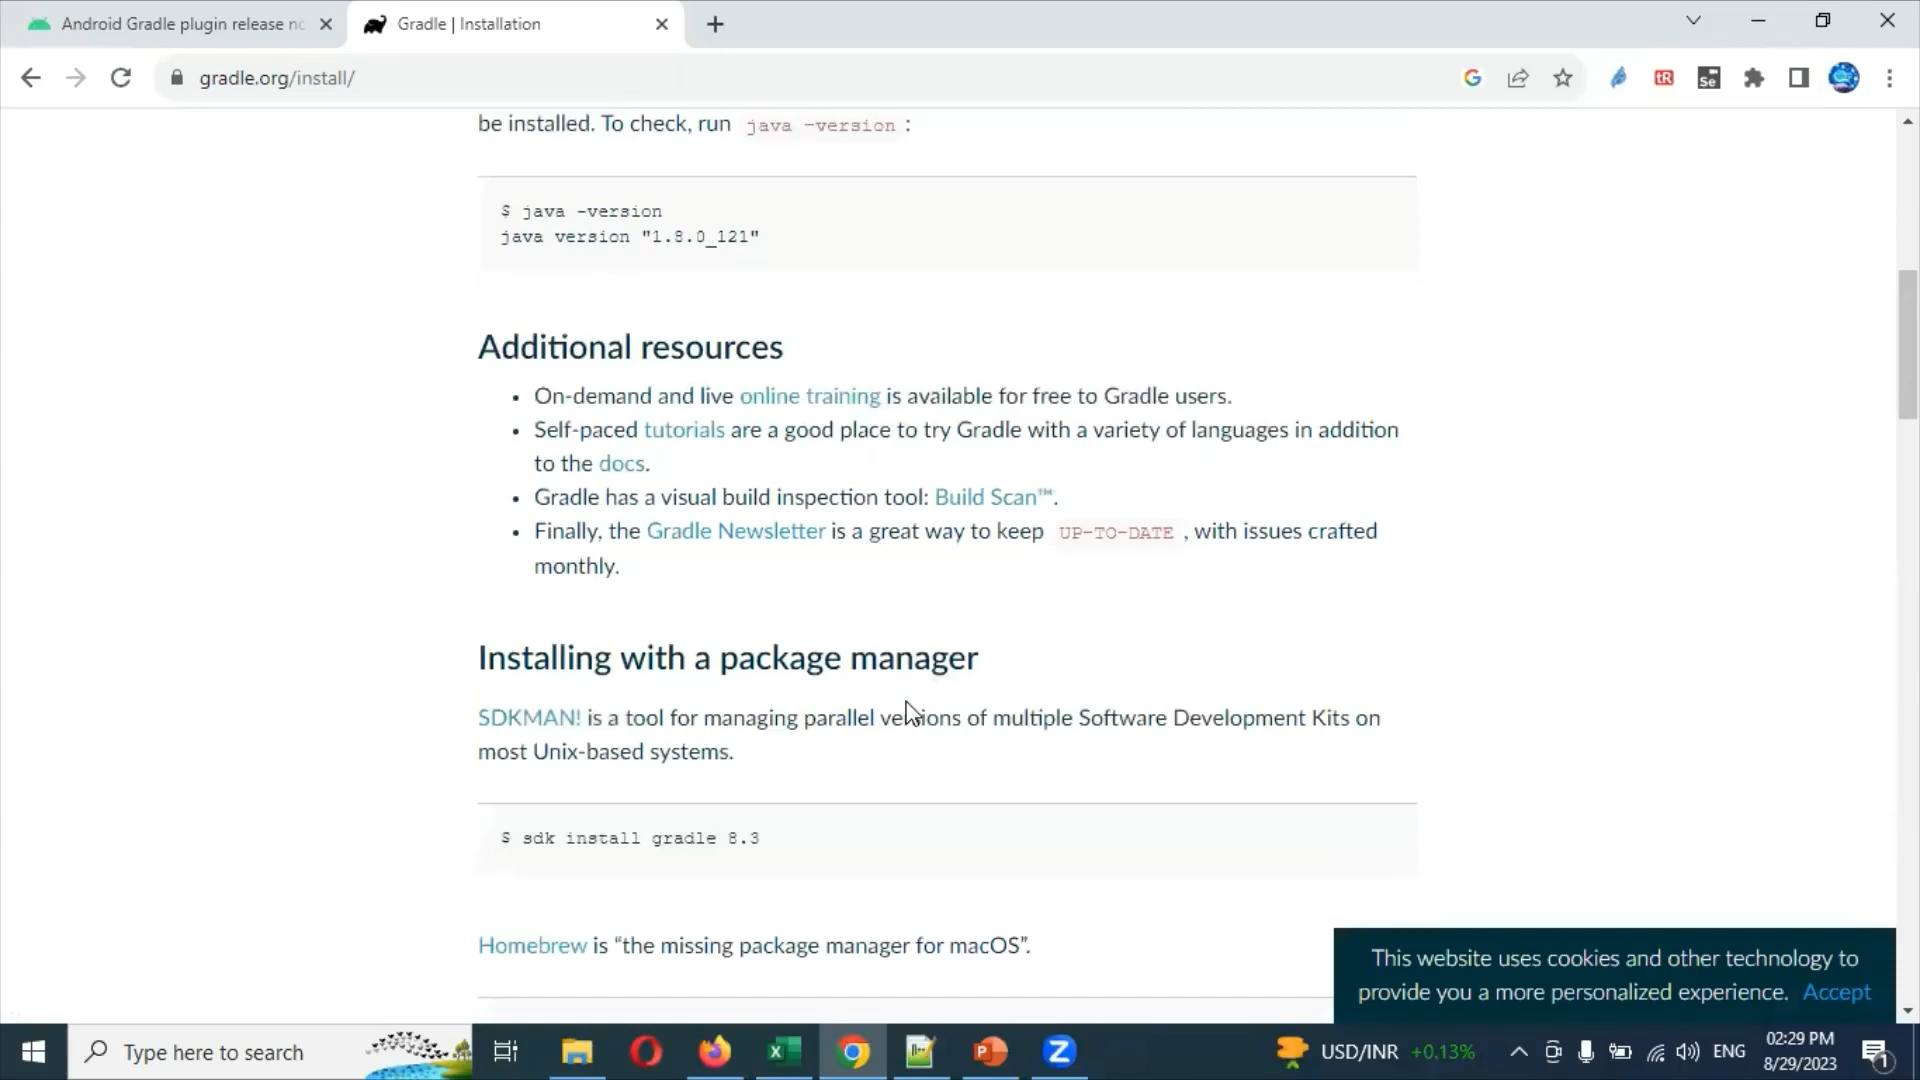 Android Gradle plugin release no
Gradle | Installation
gradle.org/install/
be installed. To check, run java -version :
$ java -version
java version "1.8.0_121"
Additional resources
• On-demand and live online training is available for free to Gradle users.
• Self-paced tutorials are a good place to try Gradle with a variety of languages in addition
to the docs.
• Gradle has a visual build inspection tool: Build Scan™.
• Finally, the Gradle Newsletter is a great way to keep UP-TO-DATE , with issues crafted
monthly.
Installing with a package manager
SDKMAN! is a tool for managing parallel versions of multiple Software Development Kits on
most Unix-based systems.
$ sdk install gradle 8.3
Homebrew is “the missing package manager for macOS”.
This website uses cookies and other technology to
provide you a more personalized experience. Accept
Type here to search
USD/INR +0.13%
ENG
02:29 PM
8/29/2023
1